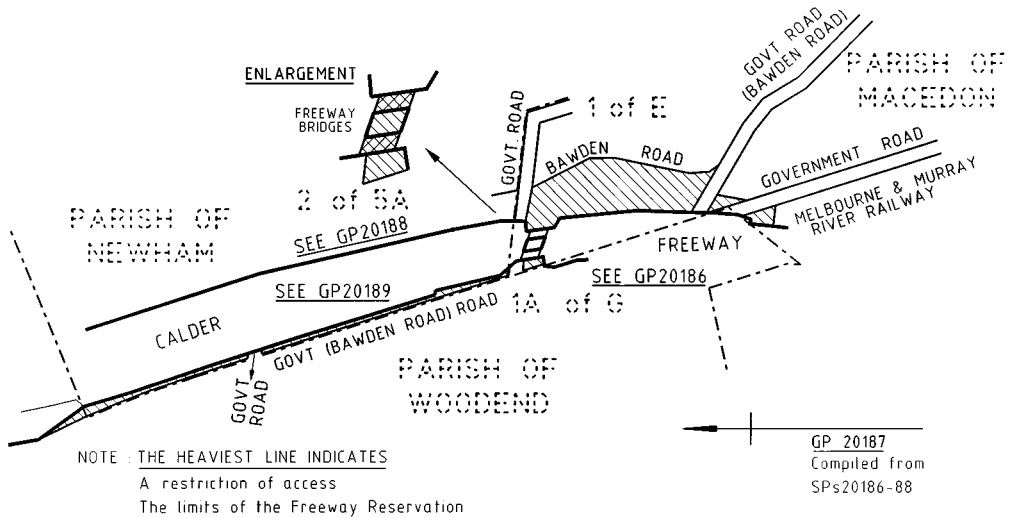 ENLARGEMENT
FREEWAY
BRIDGES
GOVT. ROAD
1 of E
GOVT ROAD
(BAWDEN ROAD)
PARISH OF
MACEDON
BAWDEN ROAD
GOVERNMENT ROAD
MELBOURNE & MURRAY
RIVER RAILWAY
2 of 5A
PARISH OF
NEWHAM
SEE GP20188
FREEWAY
SEE GP20186
SEE GP20189
1A of G
CALDER
GOVT (BAWDEN ROAD) ROAD
GOVT
ROAD
PARISH OF
WOODEND
GP 20187
Compiled from
SPs20186-88
NOTE : THE HEAVIEST LINE INDICATES
A restriction of access
The limits of the Freeway Reservation